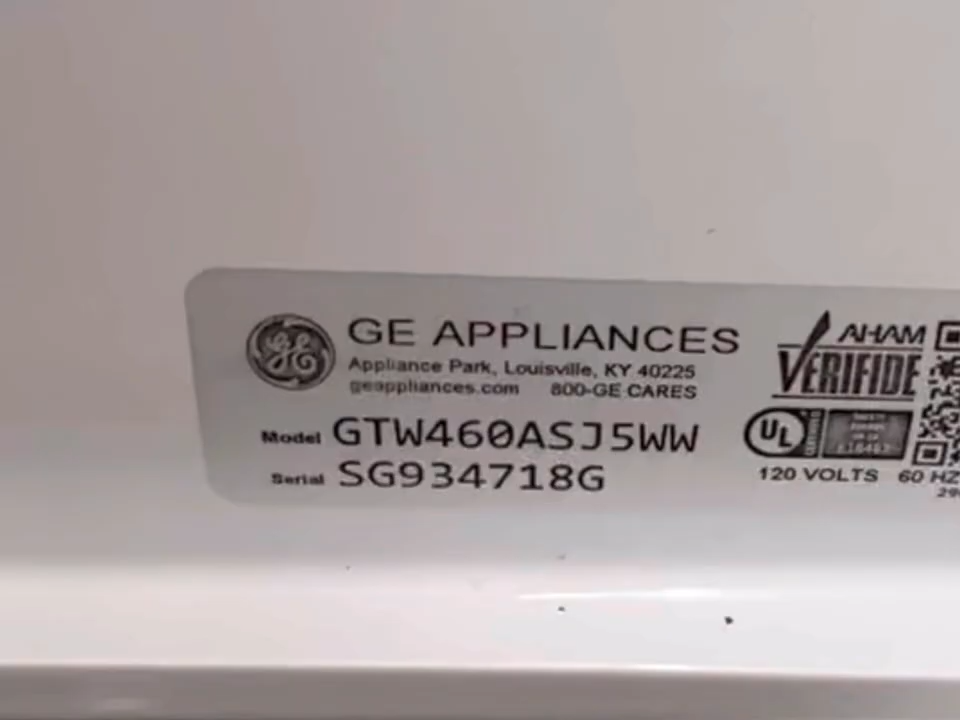 GE APPLIANCES
Appliance Park, Louisville, KY 40225
geappliances.com 800-GE CARES
Model GTW460ASJ5WW
Serial SG934718G
AHAM
VERIFIDE
UL
120 VOLTS 60 HZ